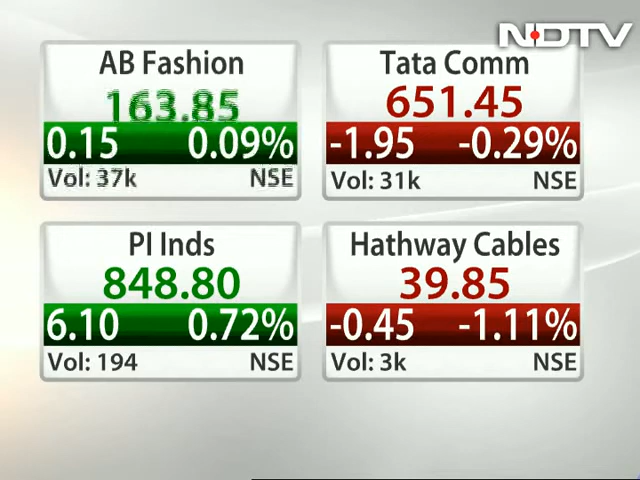 NDTV
AB Fashion
163.85
0.15 0.09%
Vol: 37k NSE
Tata Comm
651.45
-1.95 -0.29%
Vol: 31k NSE
PI Inds
848.80
6.10 0.72%
Vol: 194 NSE
Hathway Cables
39.85
-0.45 -1.11%
Vol: 3k NSE